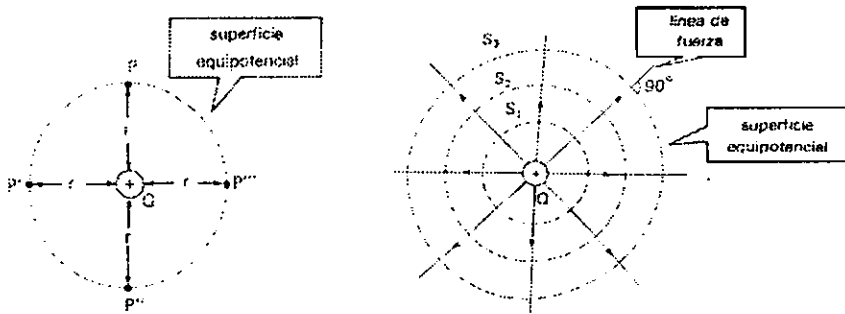 superficie
equipotencial
P
r
P'
r
+
r
P'''
Q
r
P''
línea de
fuerza
S3
90°
S2
S1
superficie
equipotencial
+
Q